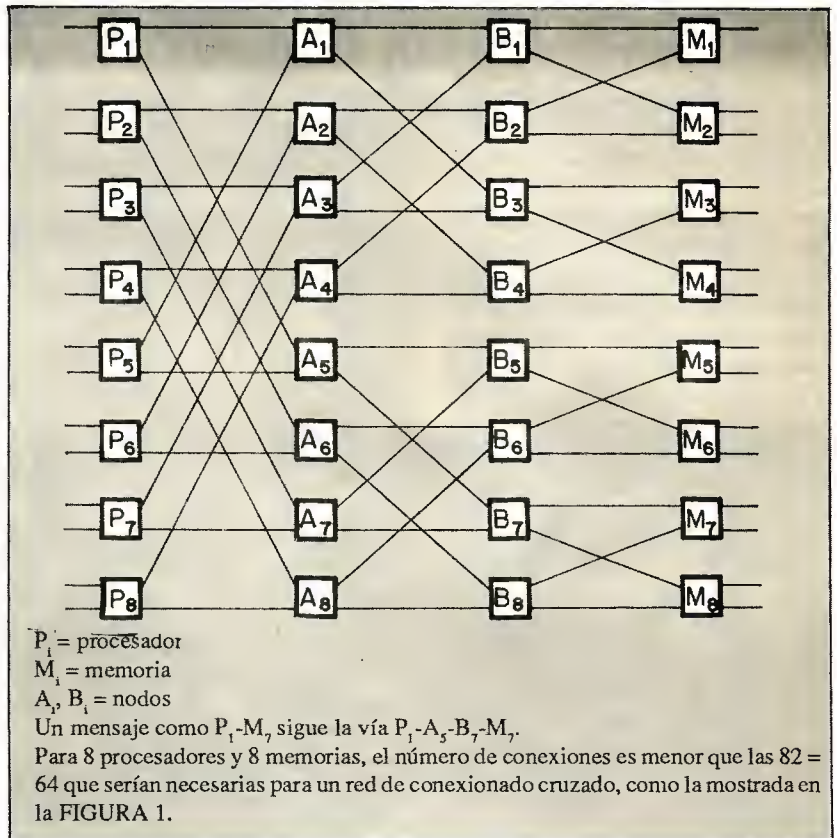 P₁ A₁ B₁ M₁
P₂ A₂ B₂ M₂
P₃ A₃ B₃ M₃
P₄ A₄ B₄ M₄
P₅ A₅ B₅ M₅
P₆ A₆ B₆ M₆
P₇ A₇ B₇ M₇
P₈ A₈ B₈ M₈
Pᵢ = procesador
Mᵢ = memoria
Aᵢ, Bᵢ = nodos
Un mensaje como P₁-M₇ sigue la vía P₁-A₅-B₇-M₇.
Para 8 procesadores y 8 memorias, el número de conexiones es menor que las 82 =
64 que serían necesarias para un red de conexionado cruzado, como la mostrada en
la FIGURA 1.